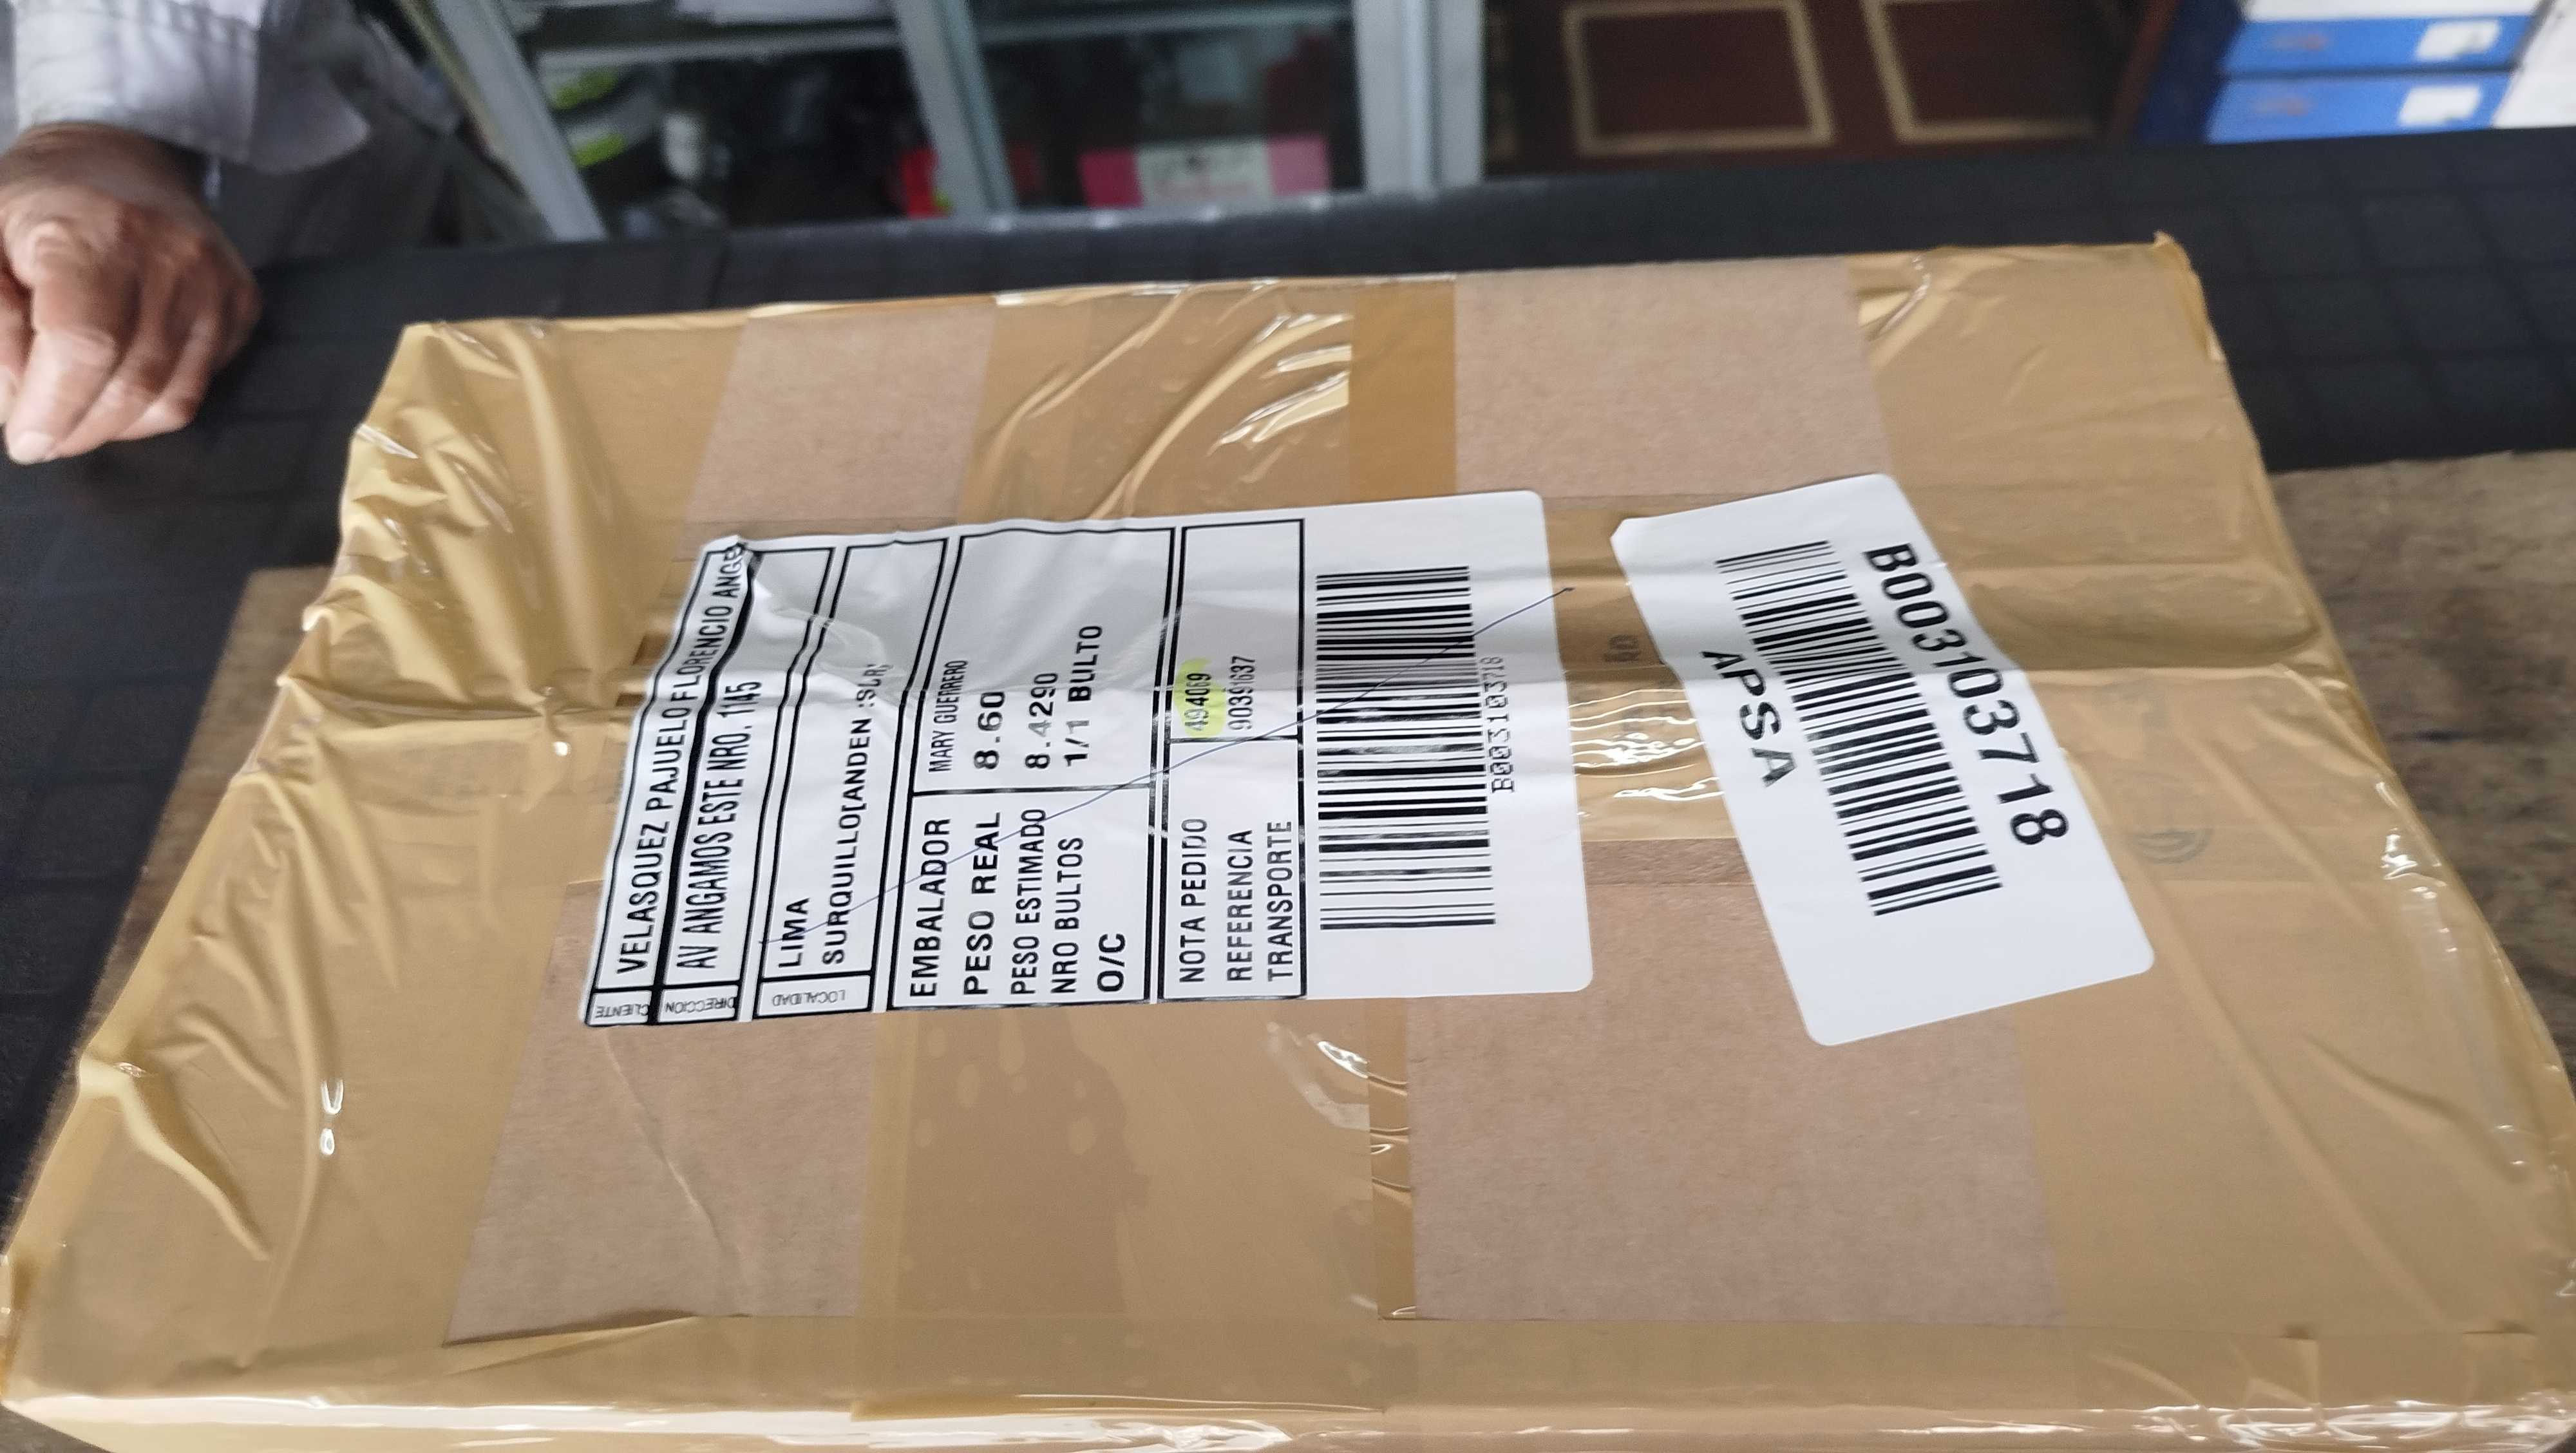 CLIENTE VELASQUEZ PAJUELO FLORENCIO ANGE
DIRECCION AV ANGAMOS ESTE NRO. 1145
LIMA
LOCALIDAD SURQUILLO[ANDEN :SUR;
EMBALADOR MARY GUERRERO
PESO REAL 8.60
PESO ESTIMADO 8.4290
NRO BULTOS 1/1 BULTO
O/C
NOTA PEDIDO 494069
REFERENCIA 90391637
TRANSPORTE
B003103718
APSA
B003103718